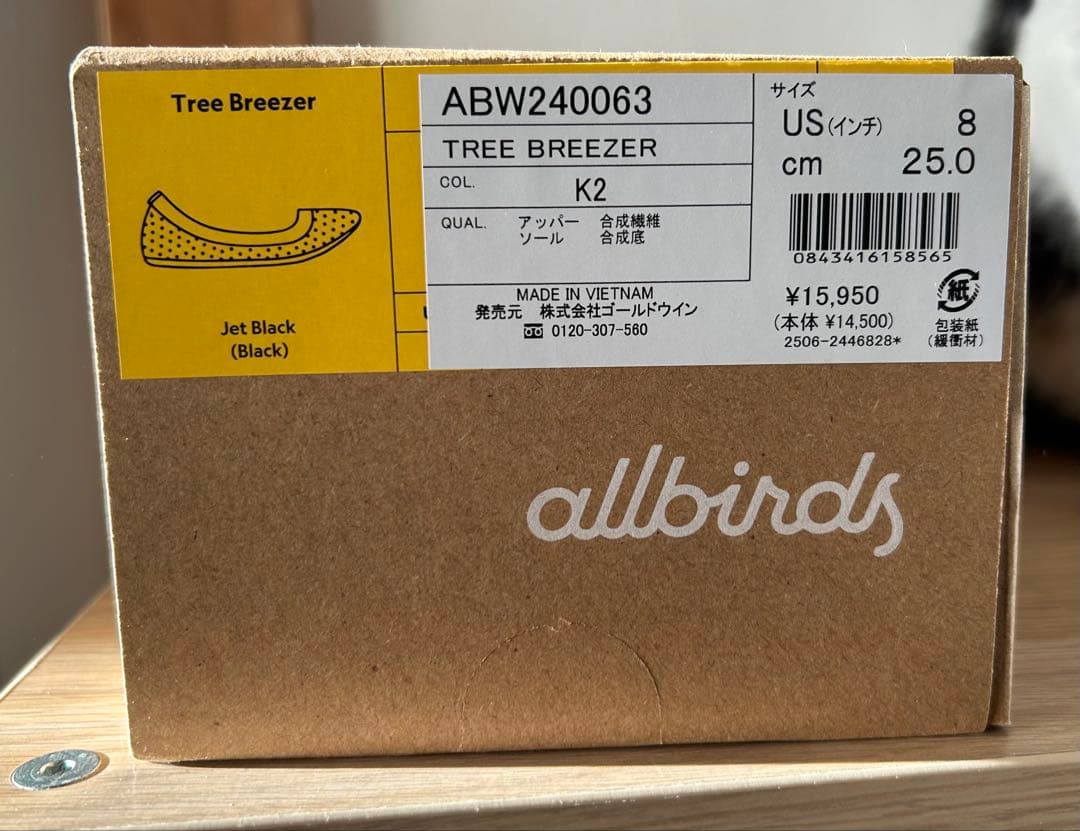 Tree Breezer
Jet Black
(Black)
ABW240063
TREE BREEZER
COL. K2
QUAL. アッパー 合成繊維
ソール 合成底
MADE IN VIETNAM
発売元 株式会社ゴールドウイン
0120-307-560
サイズ
US(インチ) 8
cm 25.0
0843416158565
¥15,950
(本体 ¥14,500)
2506-2446828*
紙
包装紙
(緩衝材)
allbirds